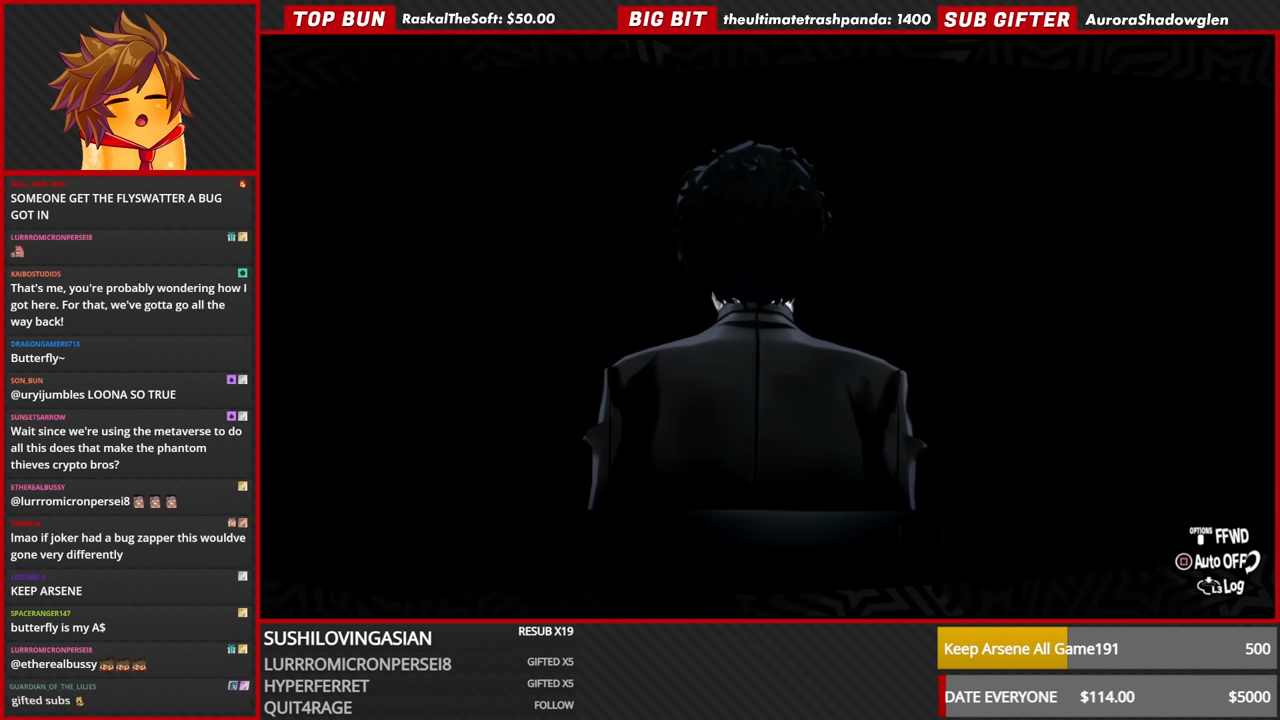 TOP BUN RaskalTheSoft: $50.00 BIG BIT theultimatetrashpanda: 1400 SUB GIFTER AuroraShadowglen
SOMEONE GET THE FLYSWATTER A BUG
GOT IN
LURRROMICRONPERSEI8
KAIBOSTUDIOS
That's me, you're probably wondering how I
got here. For that, we've gotta go all the
way back!
DRAGONGAMER0713
Butterfly~
SON_BUN
@uryijumbles LOONA SO TRUE
SUNSETSARROW
Wait since we're using the metaverse to do
all this does that make the phantom
thieves crypto bros?
ETHEREALBUSSY
@lurrromicronpersei8
lmao if joker had a bug zapper this wouldve
gone very differently
KEEP ARSENE
SPACERANGER147
butterfly is my A$
LURRROMICRONPERSEI8
@etherealbussy
GUARDIAN_OF_THE_LILIES
gifted subs
OPTIONS FFWD
Auto OFF
L3 Log
SUSHILOVINGASIAN RESUB X19
LURRROMICRONPERSEI8 GIFTED X5
HYPERFERRET GIFTED X5
QUIT4RAGE FOLLOW
Keep Arsene All Game191 500
DATE EVERYONE $114.00 $5000